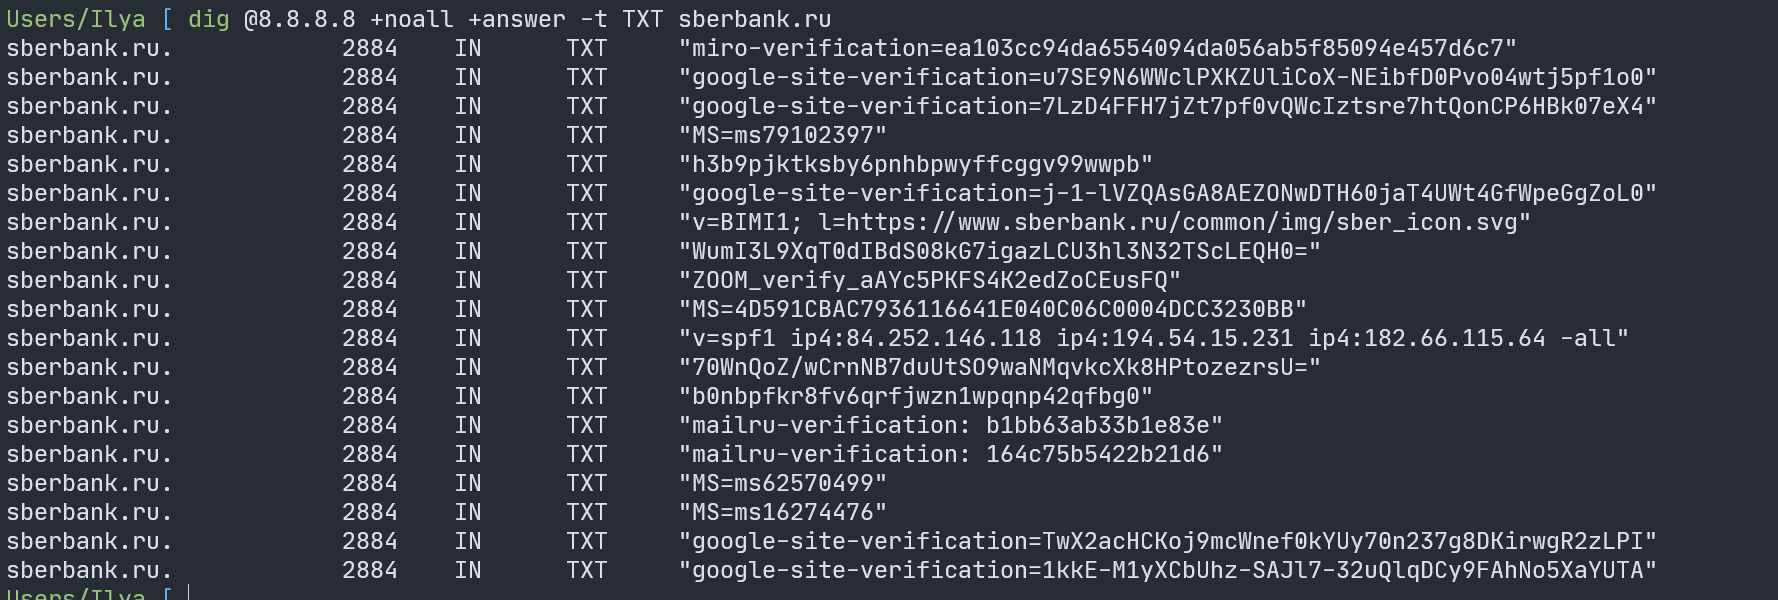 Users/Ilya [ dig @8.8.8.8 +noall +answer -t TXT sberbank.ru
sberbank.ru. 2884 IN TXT "miro-verification=ea103cc94da6554094da056ab5f85094e457d6c7"
sberbank.ru. 2884 IN TXT "google-site-verification=u7SE9N6WWclPXKZUliCoX-NEibfD0Pvo04wtj5pf1o0"
sberbank.ru. 2884 IN TXT "google-site-verification=7LzD4FFH7jZt7pf0vQWcIztsre7htQonCP6HBk07eX4"
sberbank.ru. 2884 IN TXT "MS=ms79102397"
sberbank.ru. 2884 IN TXT "h3b9pjktksby6pnhbpwyffcggv99wwpb"
sberbank.ru. 2884 IN TXT "google-site-verification=j-1-lVZQAsGA8AEZONwDTH60jaT4UWt4GfWpeGgZoL0"
sberbank.ru. 2884 IN TXT "v=BIMI1; l=https://www.sberbank.ru/common/img/sber_icon.svg"
sberbank.ru. 2884 IN TXT "WumI3L9XqT0dIBdS08kG7igazLCU3hl3N32TScLEQH0="
sberbank.ru. 2884 IN TXT "ZOOM_verify_aAYc5PKFS4K2edZoCEusFQ"
sberbank.ru. 2884 IN TXT "MS=4D591CBAC7936116641E040C06C0004DCC3230BB"
sberbank.ru. 2884 IN TXT "v=spf1 ip4:84.252.146.118 ip4:194.54.15.231 ip4:182.66.115.64 -all"
sberbank.ru. 2884 IN TXT "70WnQoZ/wCrnNB7duUtSO9waNMqvkcXk8HPtozezrsU="
sberbank.ru. 2884 IN TXT "b0nbpfkr8fv6qrfjwzn1wpqnp42qfbg0"
sberbank.ru. 2884 IN TXT "mailru-verification: b1bb63ab33b1e83e"
sberbank.ru. 2884 IN TXT "mailru-verification: 164c75b5422b21d6"
sberbank.ru. 2884 IN TXT "MS=ms62570499"
sberbank.ru. 2884 IN TXT "MS=ms16274476"
sberbank.ru. 2884 IN TXT "google-site-verification=TwX2acHCKoj9mcWnef0kYUy70n237g8DKirwgR2zLPI"
sberbank.ru. 2884 IN TXT "google-site-verification=1kkE-M1yXCbUhz-SAJl7-32uQlqDCy9FAhNo5XaYUTA"
Users/Ilya [